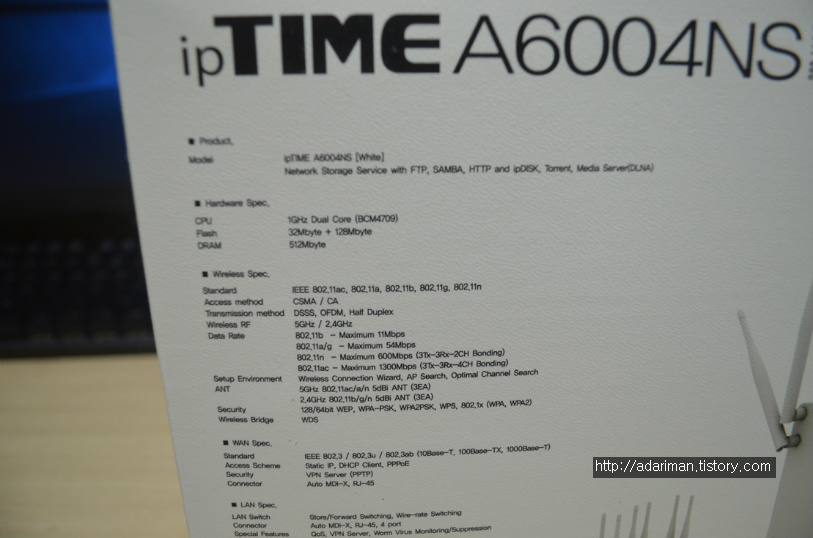 ipTIME A6004NS
■ Product.
Model ipTIME A6004NS [White]
Network Storage Service with FTP, SAMBA, HTTP and ipDISK, Torrent, Media Server(DLNA)
■ Hardware Spec.
CPU 1GHz Dual Core (BCM4709)
Flash 32Mbyte + 128Mbyte
DRAM 512Mbyte
■ Wireless Spec.
Standard IEEE 802.11ac, 802.11a, 802.11b, 802.11g, 802.11n
Access method CSMA / CA
Transmission method DSSS, OFDM, Half Duplex
Wireless RF 5GHz / 2.4GHz
Data Rate 802.11b - Maximum 11Mbps
802.11a/g - Maximum 54Mbps
802.11n - Maximum 600Mbps (3Tx-3Rx-2CH Bonding)
802.11ac - Maximum 1300Mbps (3Tx-3Rx-4CH Bonding)
Setup Environment Wireless Connection Wizard, AP Search, Optimal Channel Search
ANT 5GHz 802.11ac/a/n 5dBi ANT (3EA)
2.4GHz 802.11b/g/n 5dBi ANT (3EA)
Security 128/64bit WEP, WPA-PSK, WPA2PSK, WPS, 802.1x (WPA, WPA2)
Wireless Bridge WDS
■ WAN Spec.
Standard IEEE 802.3 / 802.3u / 802.3ab (10Base-T, 100Base-TX, 1000Base-T)
Access Scheme Static IP, DHCP Client, PPPoE
Security VPN Server (PPTP)
Connector Auto MDI-X, RJ-45
http://adariman.tistory.com
■ LAN Spec.
LAN Switch Store/Forward Switching, Wire-rate Switching
Connector Auto MDI-X, RJ-45, 4 port
Special Features QoS, VPN Server, Worm Virus Monitoring/Suppression